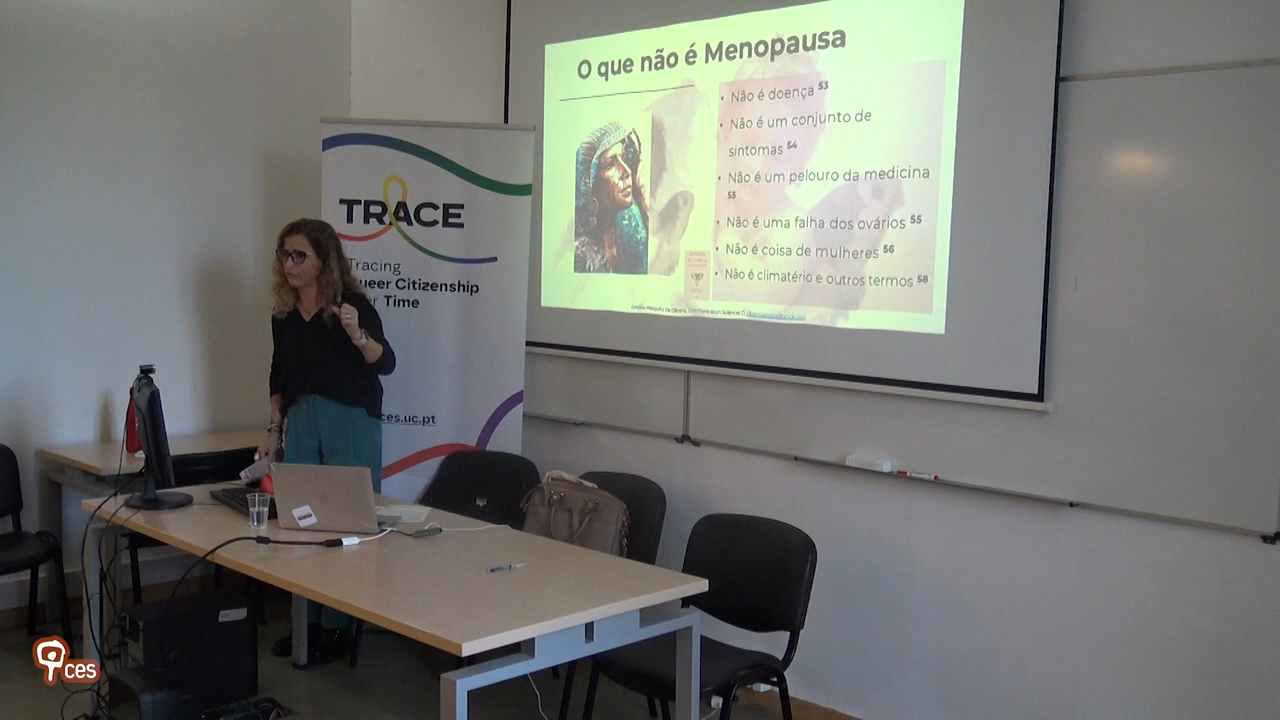 O que não é Menopausa
• Não é doença 53
• Não é um conjunto de
sintomas 54
• Não é um pelouro da medicina
55
• Não é uma falha dos ovários 55
• Não é coisa de mulheres 56
• Não é climatério e outros termos 58
TRACE
Tracing
ueer Citizenship
Time
ces.uc.pt
ces